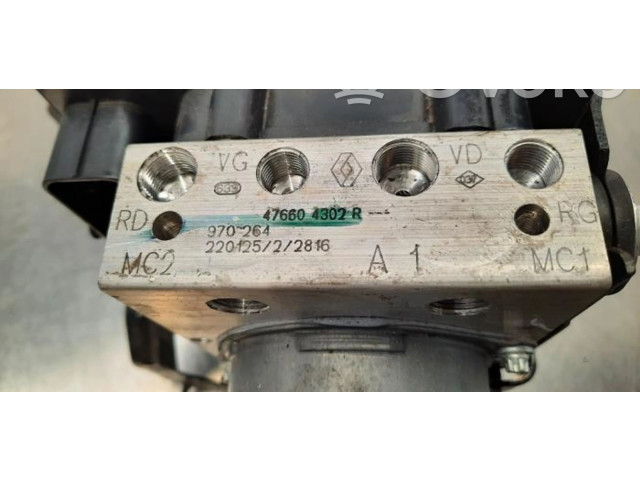 VG VD
RD 47660 4302 R RG
970 264
220125/2/2816
MC2 A 1 MC1